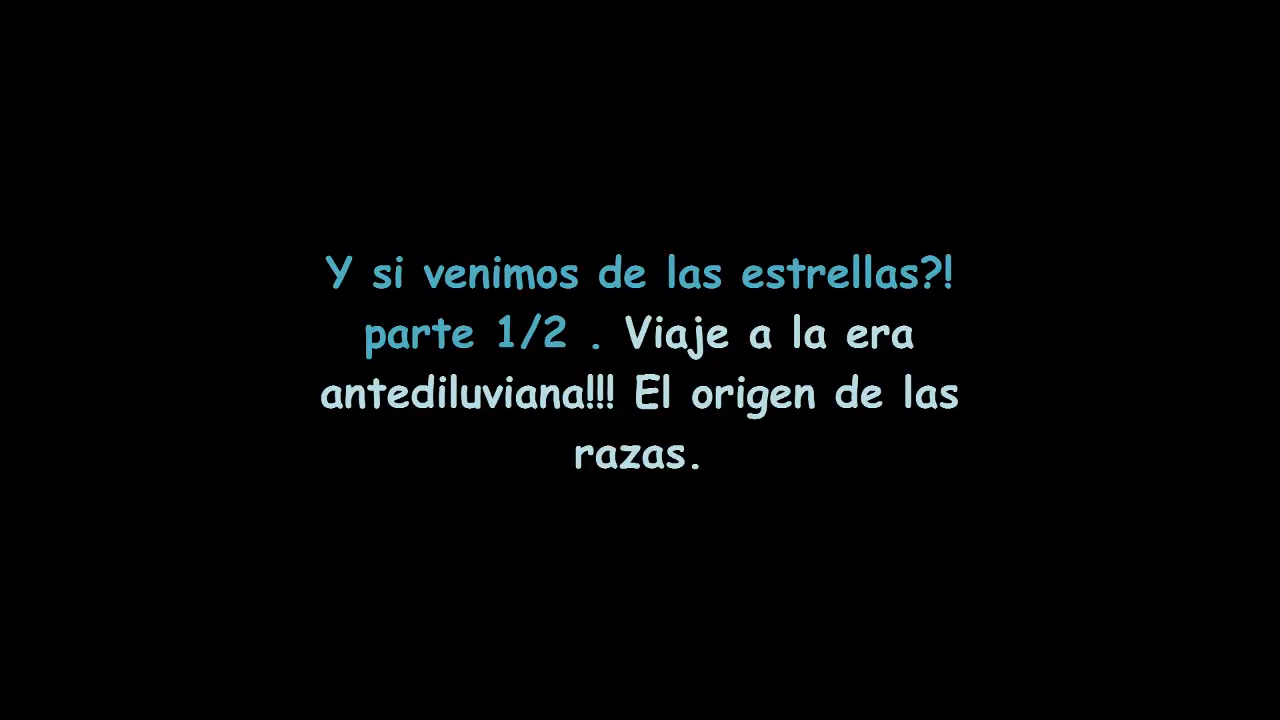 Y si venimos de las estrellas?!
parte 1/2 . Viaje a la era
antediluviana!!! El origen de las
razas.